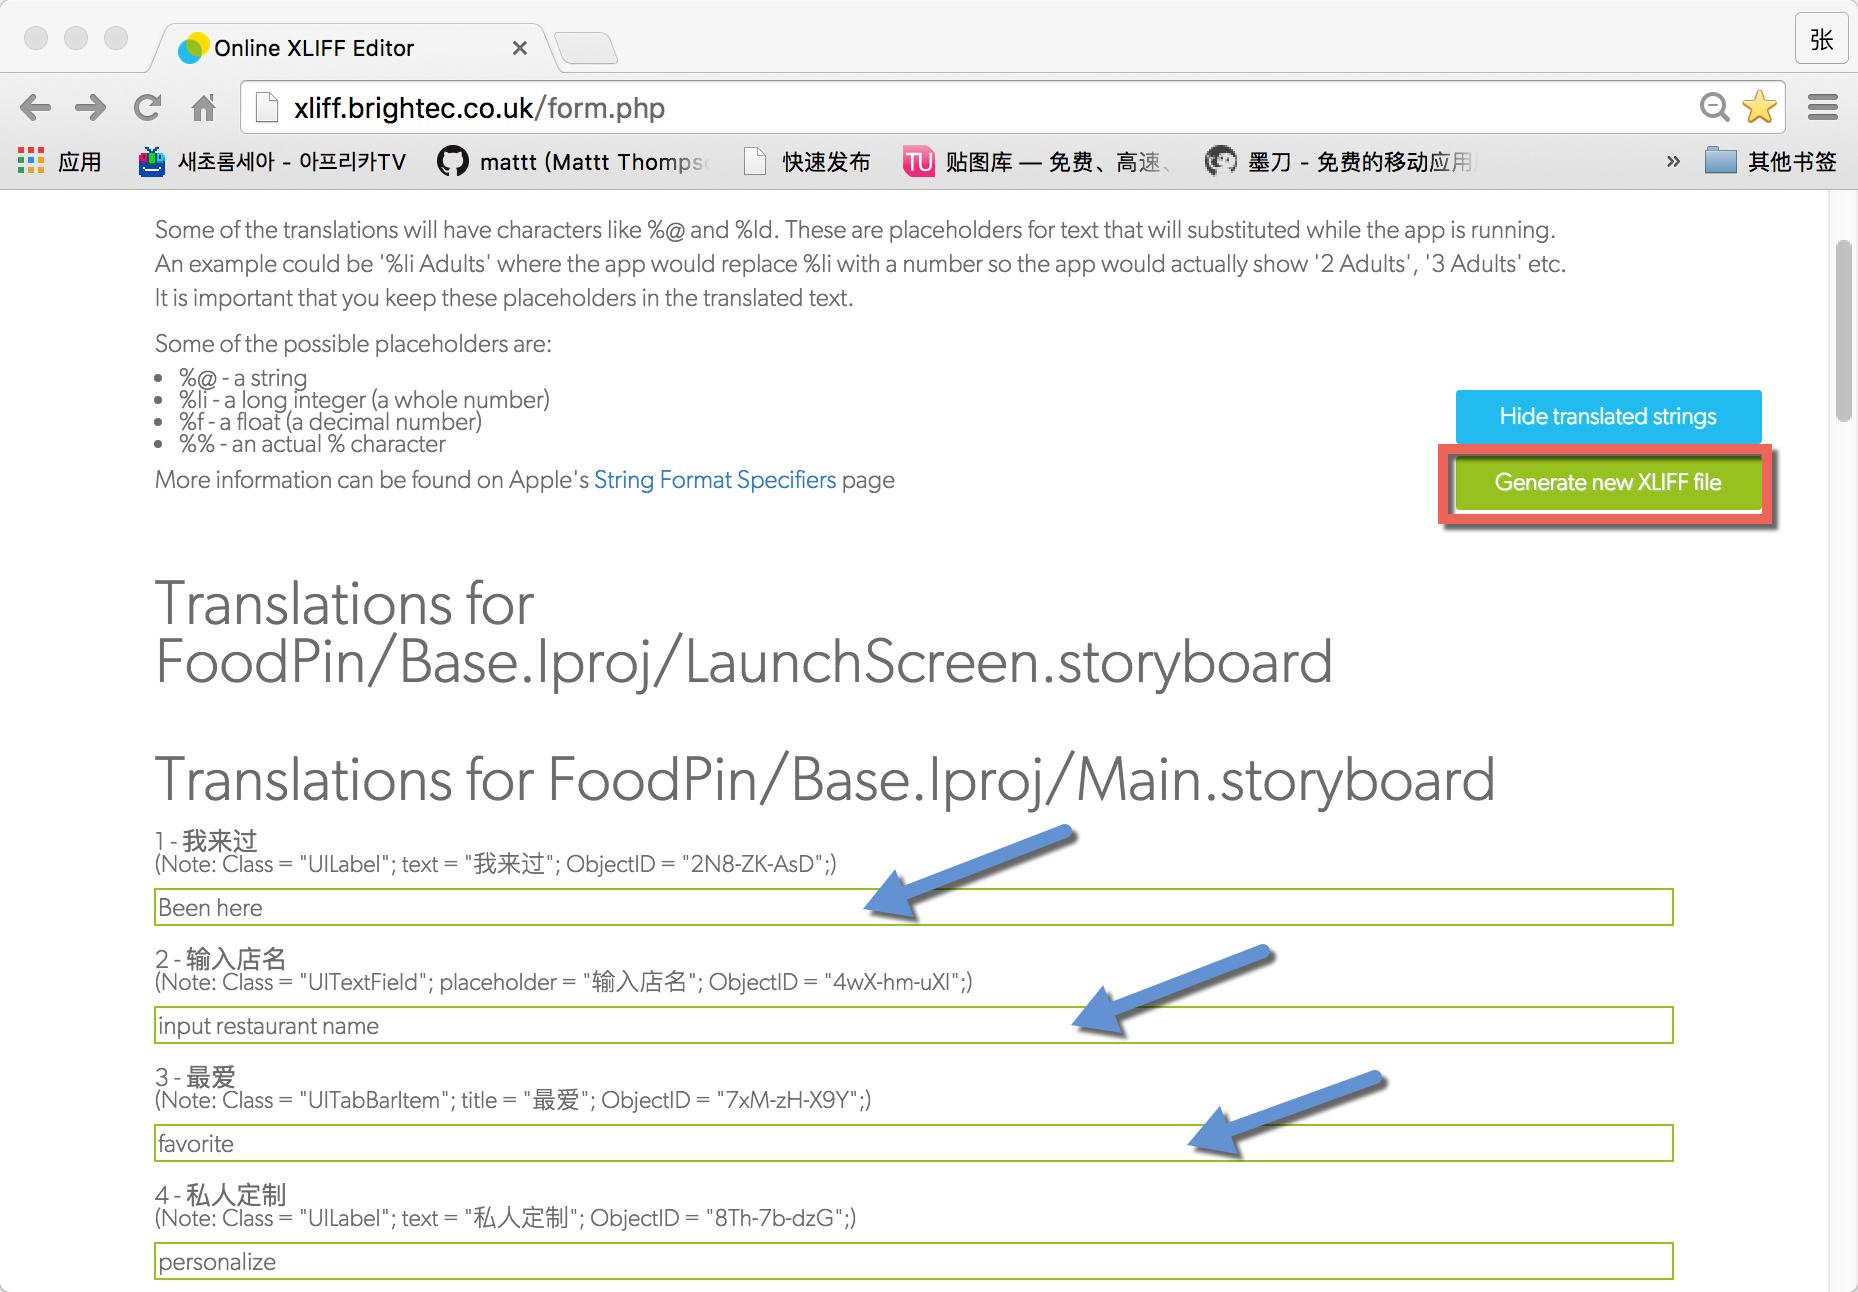 Online XLIFF Editor
张
xliff.brightec.co.uk/form.php
应用
새초롬세아 - 아프리카TV
mattt (Mattt Thomps
快速发布
TU
贴图库 — 免费、高速、
墨刀 - 免费的移动应用
»
其他书签
Some of the translations will have characters like %@ and %ld. These are placeholders for text that will substituted while the app is running.
An example could be '%li Adults' where the app would replace %li with a number so the app would actually show '2 Adults', '3 Adults' etc.
It is important that you keep these placeholders in the translated text.
Some of the possible placeholders are:
• %@ - a string
• %li - a long integer (a whole number)
• %f - a float (a decimal number)
• %% - an actual % character
Hide translated strings
More information can be found on Apple's String Format Specifiers page
Generate new XLIFF file
Translations for
FoodPin/Base.lproj/LaunchScreen.storyboard
Translations for FoodPin/Base.lproj/Main.storyboard
1 - 我来过
(Note: Class = "UILabel"; text = "我来过"; ObjectID = "2N8-ZK-AsD";)
Been here
2 - 输入店名
(Note: Class = "UITextField"; placeholder = "输入店名"; ObjectID = "4wX-hm-uXl";)
input restaurant name
3 - 最爱
(Note: Class = "UITabBarItem"; title = "最爱"; ObjectID = "7xM-zH-X9Y";)
favorite
4 - 私人定制
(Note: Class = "UILabel"; text = "私人定制"; ObjectID = "8Th-7b-dzG";)
personalize